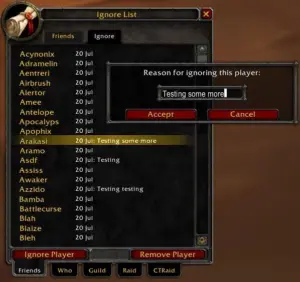 Ignore List
Friends Ignore
Acynonix 20 Jul
Adramelin 20 Jul
Aentreri 20 Jul
Airbrush 20 Jul
Alertor 20 Jul
Amee 20 Jul
Antelope 20 Jul
Apocalyps 20 Jul
Apophix 20 Jul
Arakasi 20 Jul: Testing some more
Aramo 20 Jul
Asdf 20 Jul: Testing
Assiss 20 Jul
Awaker 20 Jul
Azzido 20 Jul: Testing testing
Bamba 20 Jul
Battlecurse 20 Jul
Blah 20 Jul
Blaize 20 Jul
Bleh 20 Jul
Ignore Player Remove Player
Friends Who Guild Raid CTRaid
Reason for ignoring this player:
Testing some more
Accept Cancel